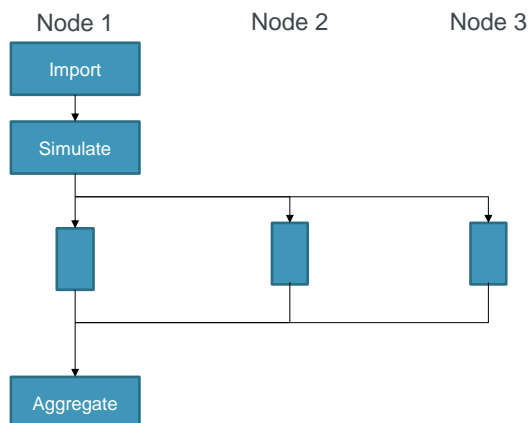 Node 1
Node 2
Node 3
Import
Simulate
Aggregate